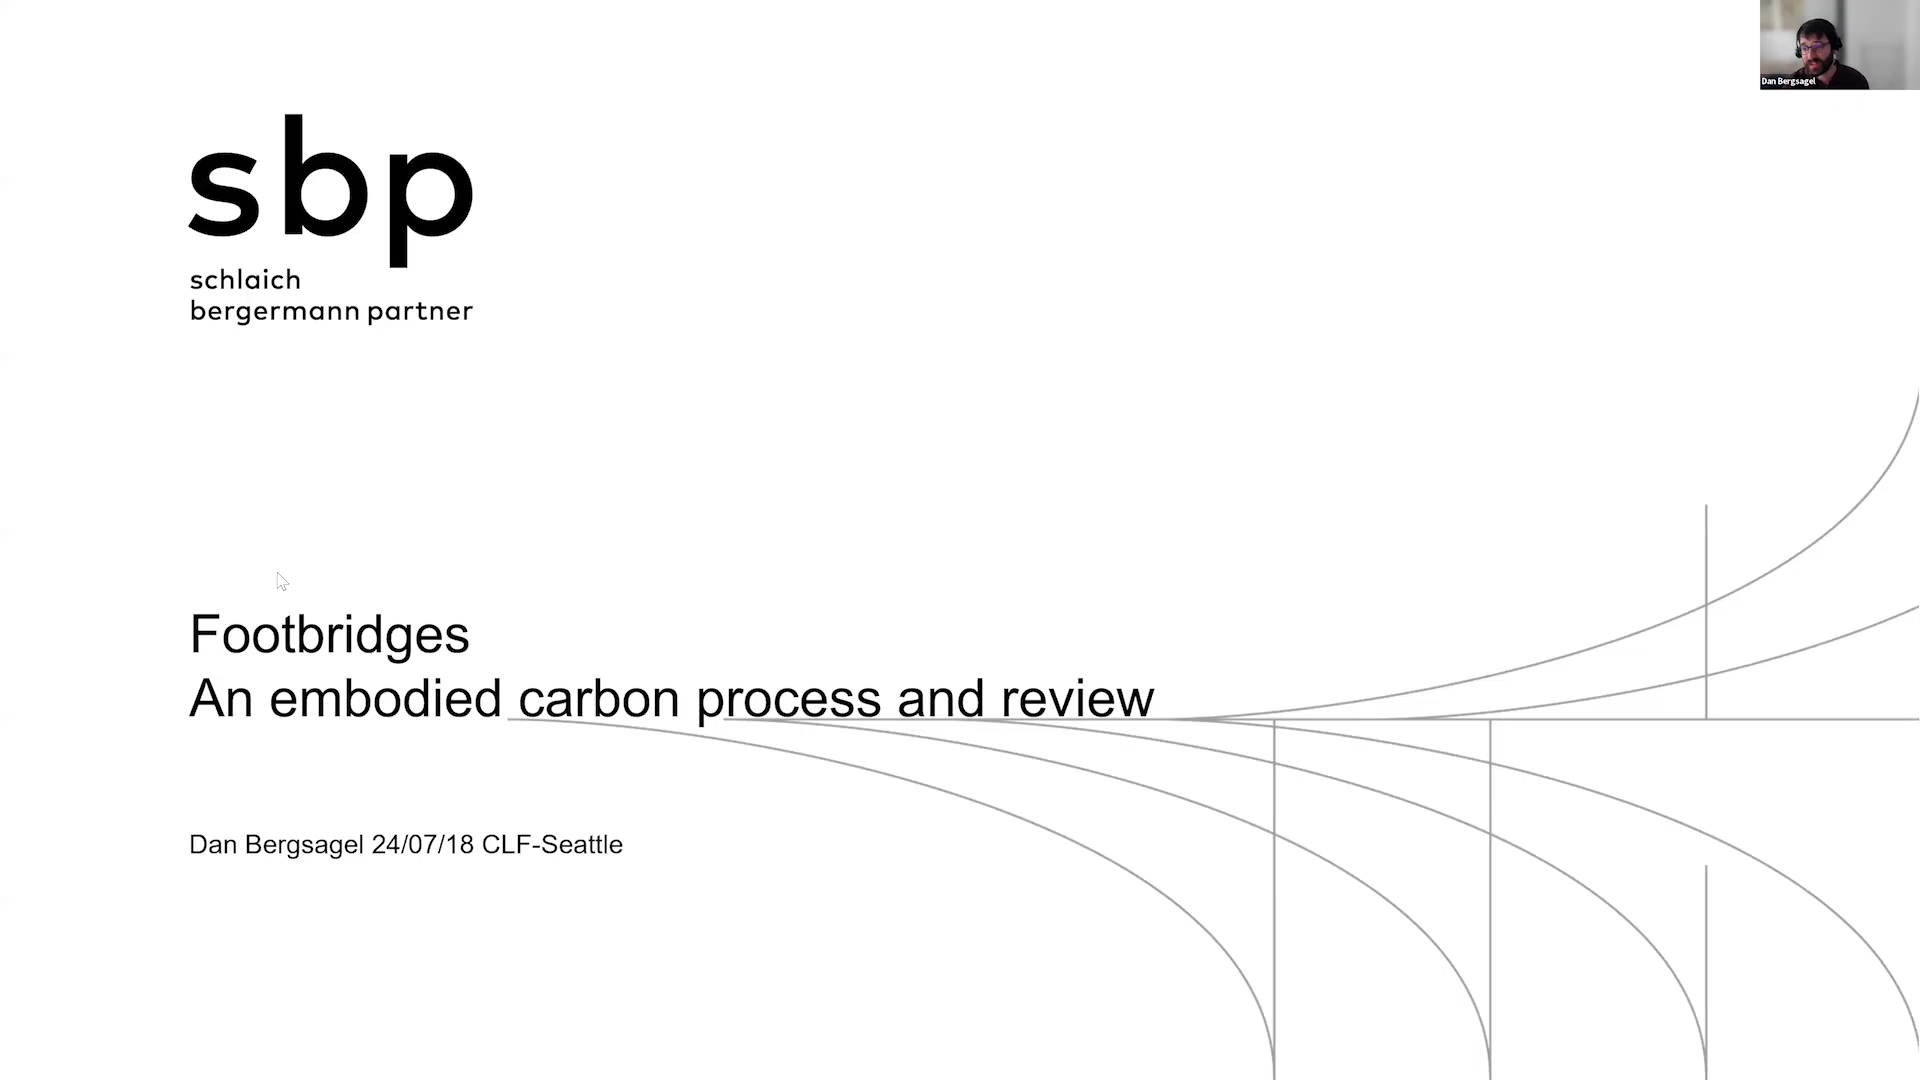 Dan Bergsagel
sbp
schlaich
bergermann partner
Footbridges
An embodied carbon process and review
Dan Bergsagel 24/07/18 CLF-Seattle